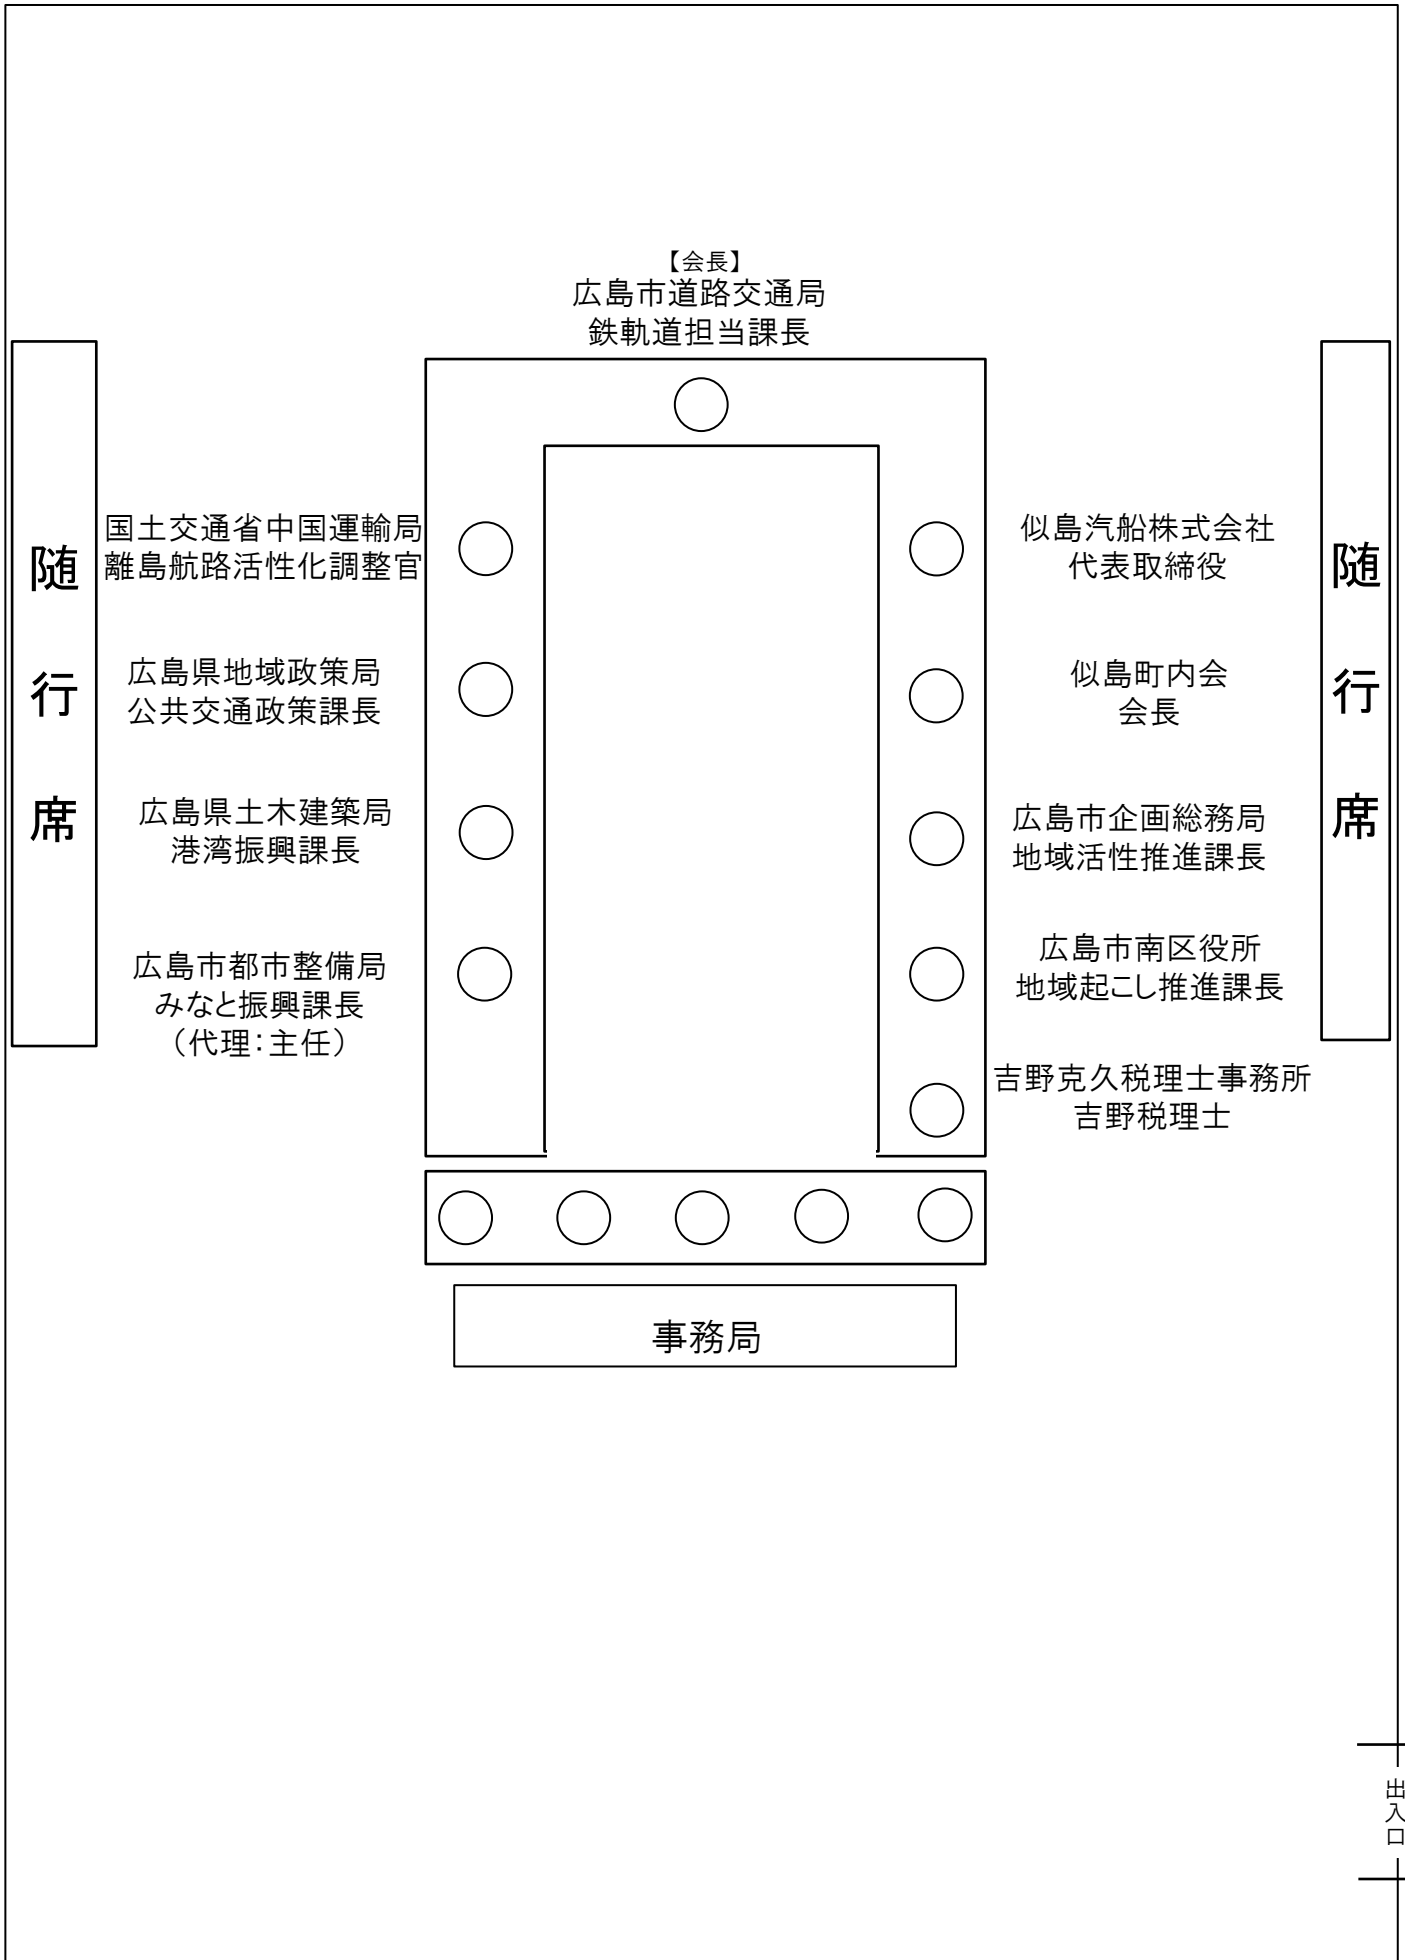 【会長】
広島市道路交通局
鉄軌道担当課長
随行席
国土交通省中国運輸局
離島航路活性化調整官
広島県地域政策局
公共交通政策課長
広島県土木建築局
港湾振興課長
広島市都市整備局
みなと振興課長
（代理：主任）
似島汽船株式会社
代表取締役
似島町内会
会長
広島市企画総務局
地域活性推進課長
広島市南区役所
地域起こし推進課長
吉野克久税理士事務所
吉野税理士
随行席
事務局
出入口